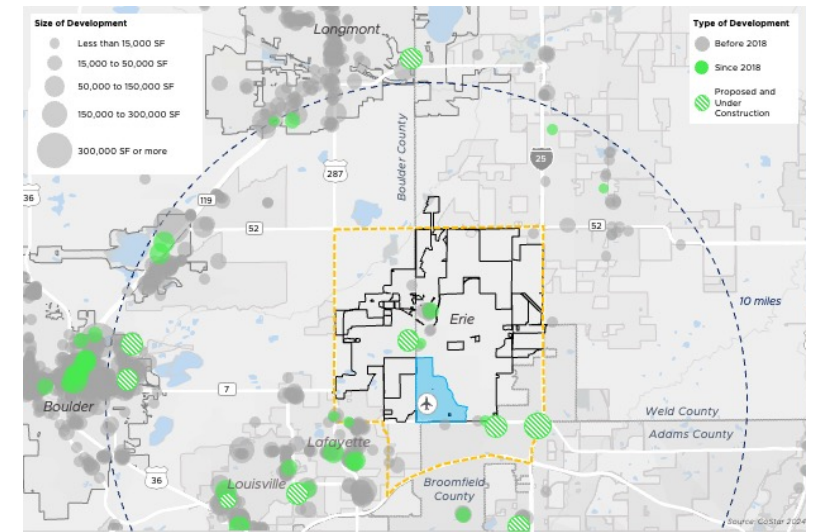 Size of Development
Less than 15,000 SF
15,000 to 50,000 SF
50,000 to 150,000 SF
150,000 to 300,000 SF
300,000 SF or more
Type of Development
Before 2018
Since 2018
Proposed and
Under
Construction
Longmont
Boulder County
25
287
36
119
52
52
10 miles
Erie
7
Boulder
Weld County
Adams County
Lafayette
36
Louisville
Broomfield
County
Source: CoStar 2024